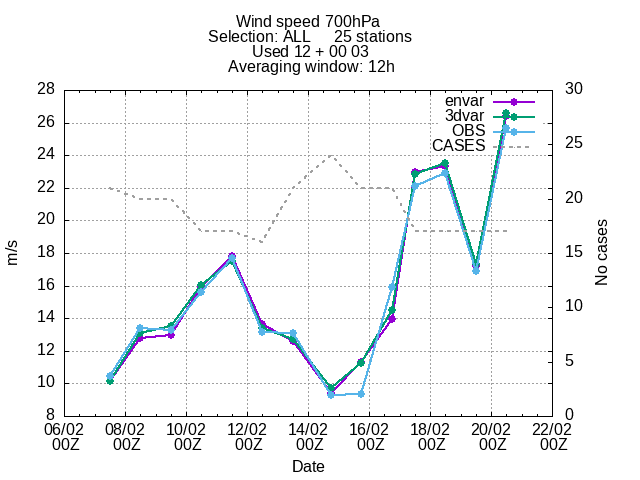 Wind speed 700hPa
Selection: ALL 25 stations
Used 12 + 00 03
Averaging window: 12h
28 30
envar
26
3dvar
OBS
25
24 CASES
22
20
20
18 15
m/s No cases
16
14 10
12
5
10
8 0
06/02 08/02 10/02 12/02 14/02 16/02 18/02 20/02 22/02
00Z 00Z 00Z 00Z 00Z 00Z 00Z 00Z 00Z
Date